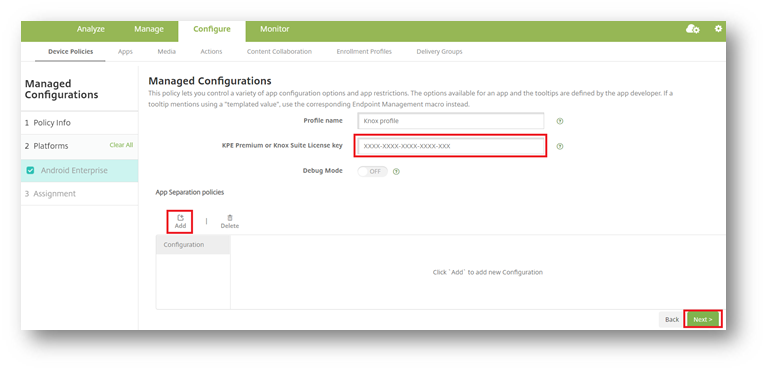 Analyze Manage Configure Monitor
Device Policies Apps Media Actions Content Collaboration Enrollment Profiles Delivery Groups
Managed
Configurations
1 Policy Info
2 Platforms Clear All
Android Enterprise
3 Assignment
Managed Configurations
This policy lets you control a variety of app configuration options and app restrictions. The options available for an app and the tooltips are defined by the app developer. If a
tooltip mentions using a "templated value", use the corresponding Endpoint Management macro instead.
Profile name Knox profile
KPE Premium or Knox Suite License key XXXX-XXXX-XXXX-XXXX-XXX
Debug Mode OFF
App Separation policies
Add | Delete
Configuration
Click `Add` to add new Configuration
Back Next >